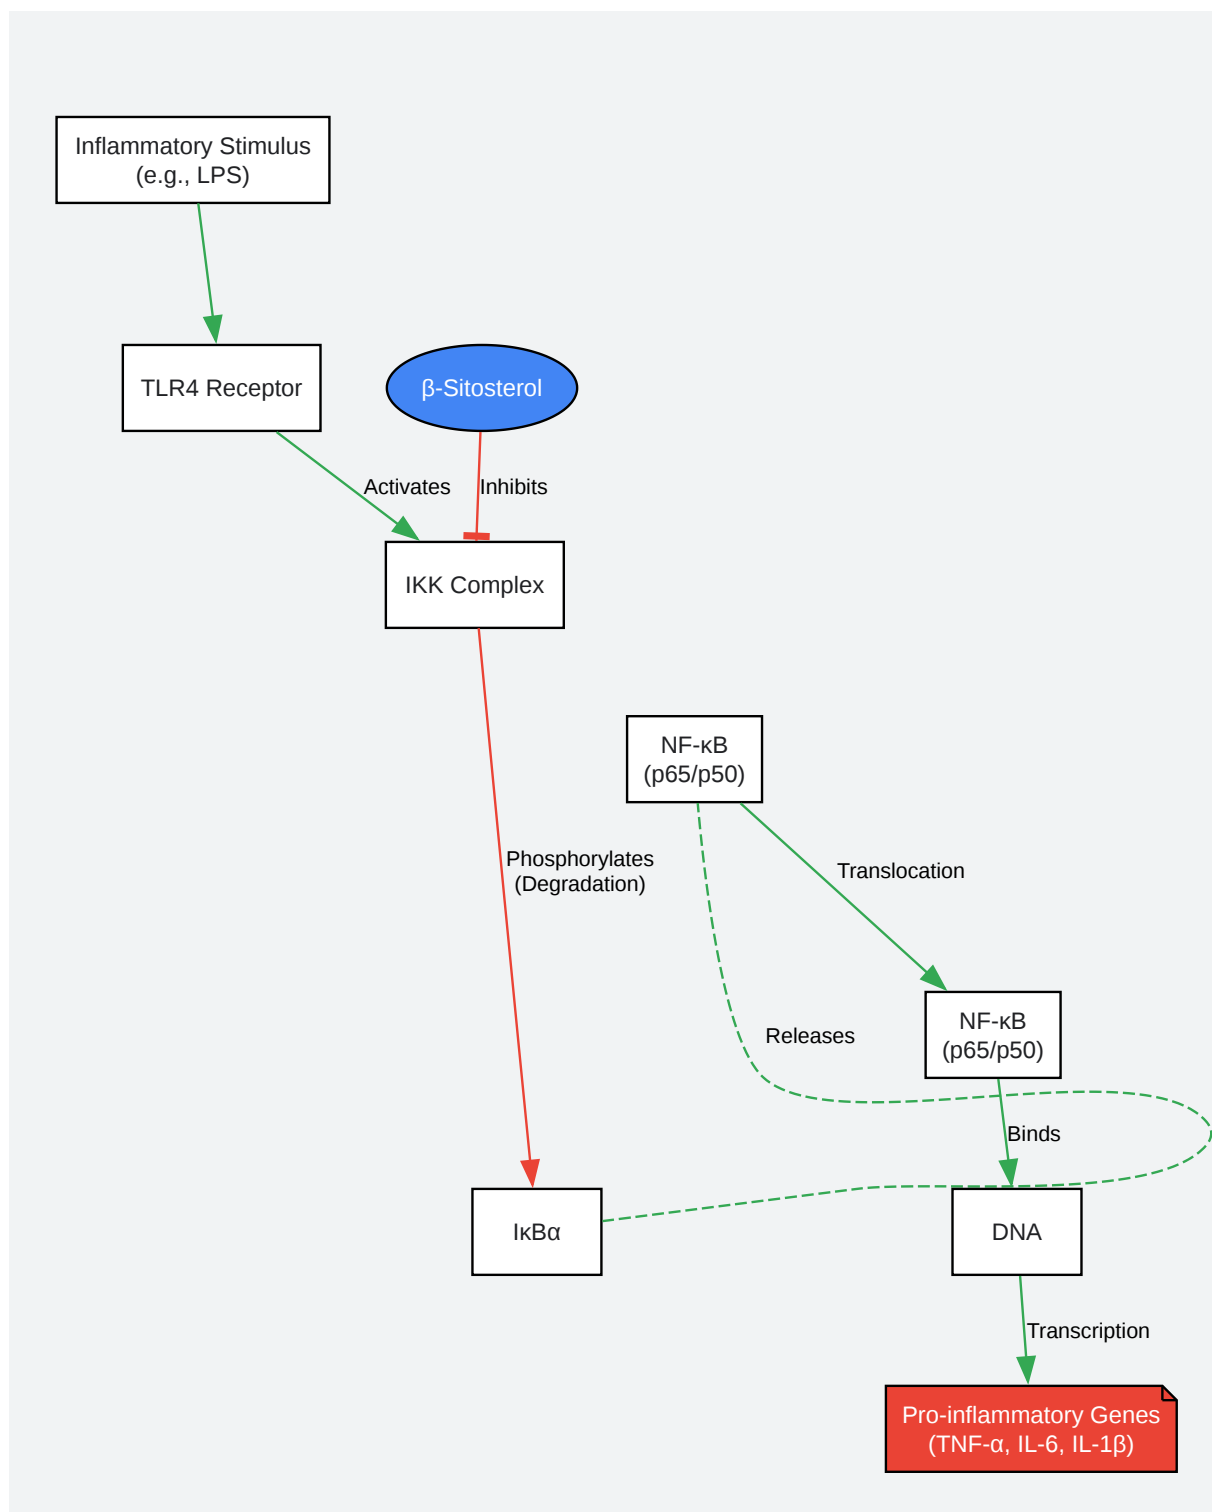 Inflammatory Stimulus
(e.g., LPS)
TLR4 Receptor
β-Sitosterol
Activates
Inhibits
IKK Complex
NF-κB
(p65/p50)
Phosphorylates
(Degradation)
Translocation
NF-κB
(p65/p50)
Releases
Binds
IκBα
DNA
Transcription
Pro-inflammatory Genes
(TNF-α, IL-6, IL-1β)